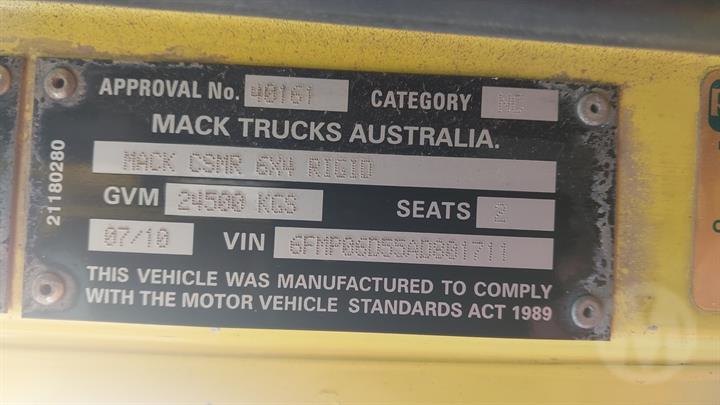 APPROVAL No. 40161 CATEGORY NC
MACK TRUCKS AUSTRALIA.
MACK CSMR 6X4 RIGID
GVM 24500 KGS SEATS 2
07/10 VIN 6FMP06D55AD801711
THIS VEHICLE WAS MANUFACTURED TO COMPLY
WITH THE MOTOR VEHICLE STANDARDS ACT 1989
21180280